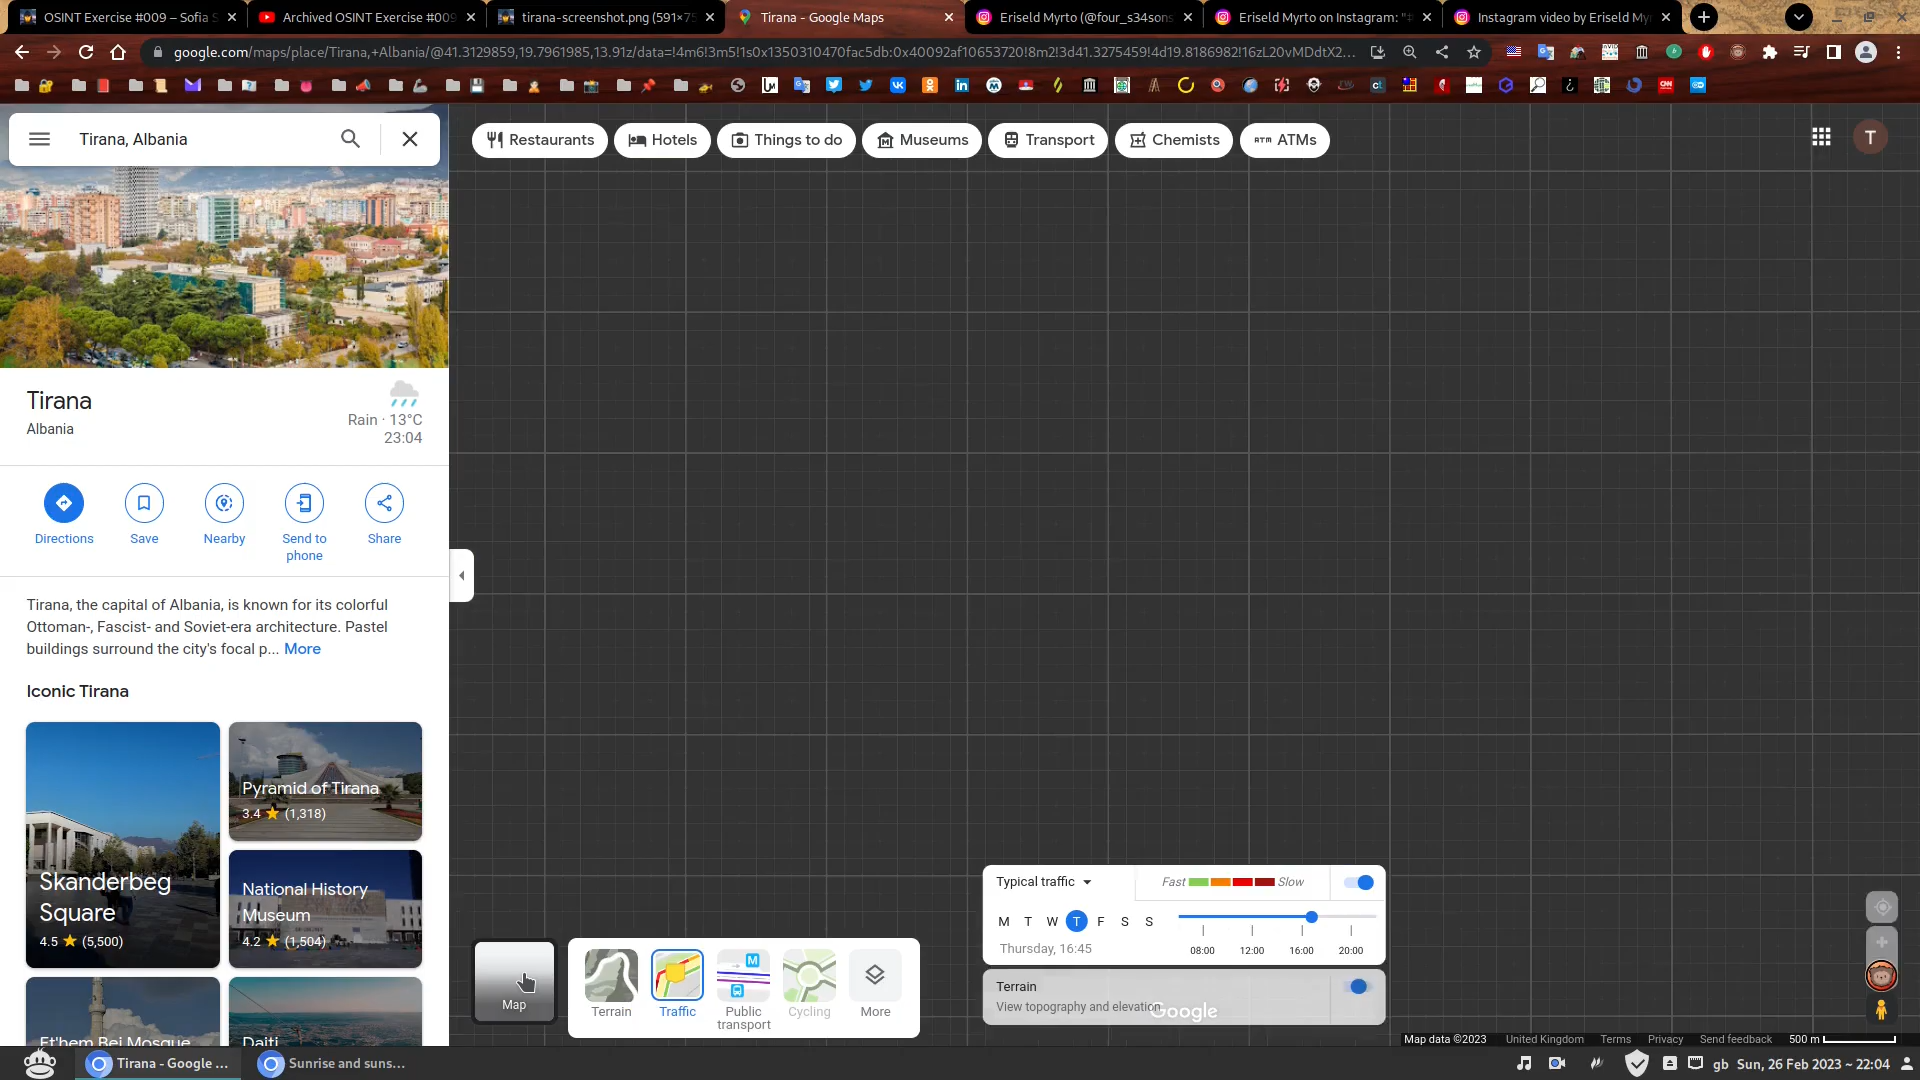 OSINT Exercise #009 – Sofia S
Archived OSINT Exercise #009
tirana-screenshot.png (591×75
Tirana - Google Maps
Eriseld Myrto (@four_s34sons
Eriseld Myrto on Instagram: "#
Instagram video by Eriseld My
google.com/maps/place/Tirana,+Albania/@41.3129859,19.7961985,13.91z/data=!4m6!3m5!1s0x1350310470fac5db:0x40092af10653720!8m2!3d41.3275459!4d19.8186982!16zL20vMDdtX2...
Tirana, Albania
Restaurants
Hotels
Things to do
Museums
Transport
Chemists
ATM ATMs
T
Tirana
Albania
Rain · 13°C
23:04
Directions
Save
Nearby
Send to
phone
Share
Tirana, the capital of Albania, is known for its colorful
Ottoman-, Fascist- and Soviet-era architecture. Pastel
buildings surround the city's focal p... More
Iconic Tirana
Skanderbeg
Square
4.5 ★ (5,500)
Pyramid of Tirana
3.4 ★ (1,318)
National History
Museum
4.2 ★ (1,504)
Et'hem Bej Mosque
Dajti
Map
Terrain
Traffic
Public
transport
Cycling
More
Typical traffic
Fast
Slow
M T W T F S S
Thursday, 16:45
08:00 12:00 16:00 20:00
Terrain
View topography and elevation
Google
Map data ©2023 United Kingdom Terms Privacy Send feedback 500 m
Tirana - Google ...
Sunrise and suns...
gb Sun, 26 Feb 2023 ~ 22:04